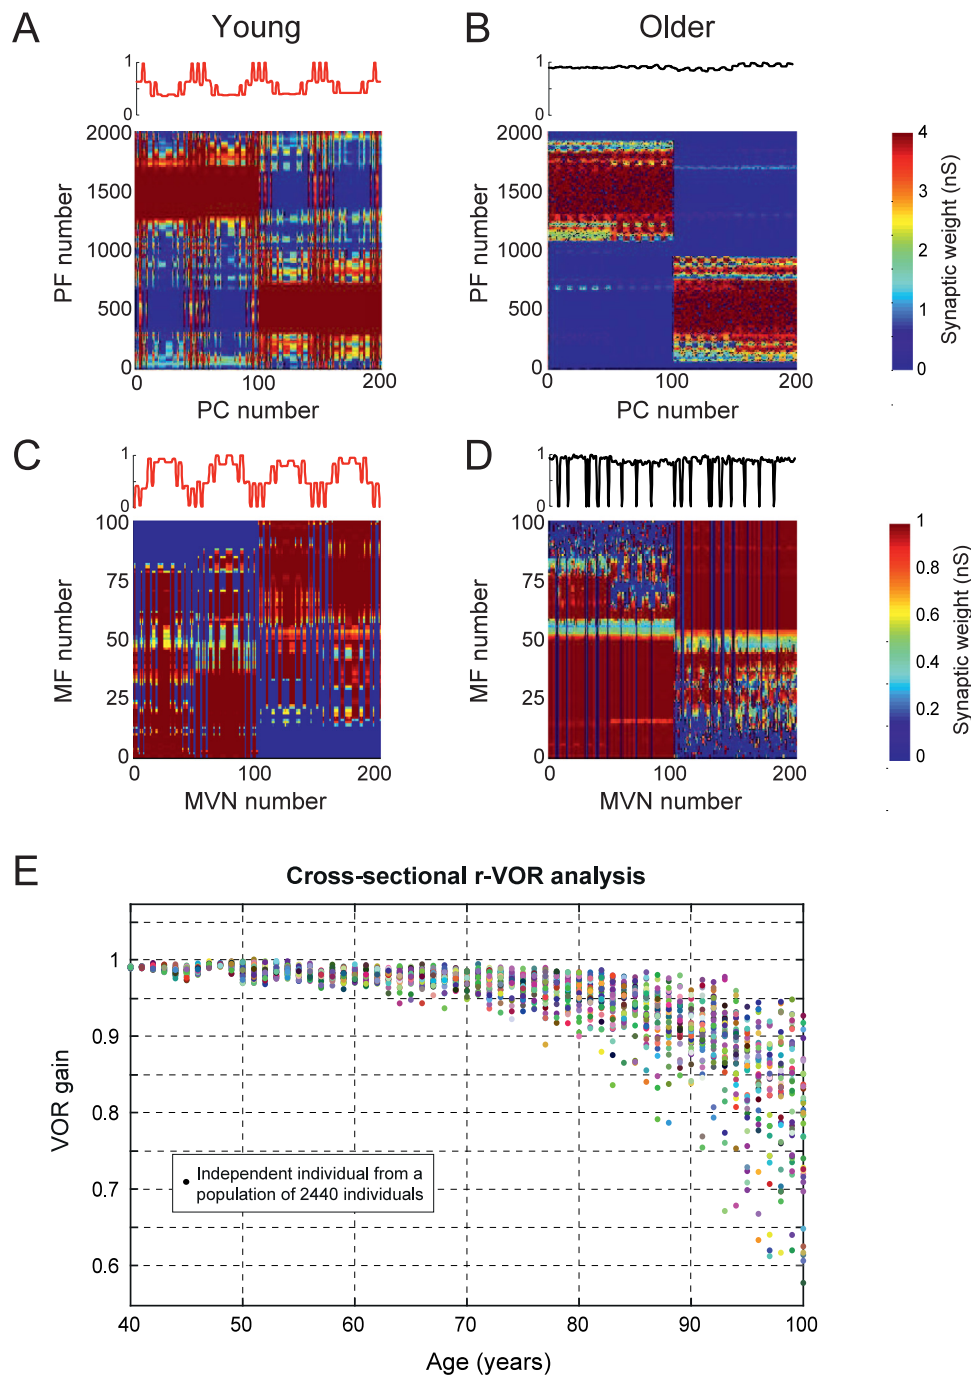 A
Young
B
Older
1
0
1
0
2000
1500
1000
500
0
PF number
0
100
200
PC number
2000
1500
1000
500
0
PF number
0
100
200
PC number
4
3
2
1
0
Synaptic weight (nS)
C
D
1
0
1
0
100
75
50
25
0
MF number
0
100
200
MVN number
100
75
50
25
0
MF number
0
100
200
MVN number
1
0.8
0.6
0.4
0.2
0
Synaptic weight (nS)
E
Cross-sectional r-VOR analysis
1
0.9
0.8
0.7
0.6
VOR gain
Independent individual from a
population of 2440 individuals
40
50
60
70
80
90
100
Age (years)